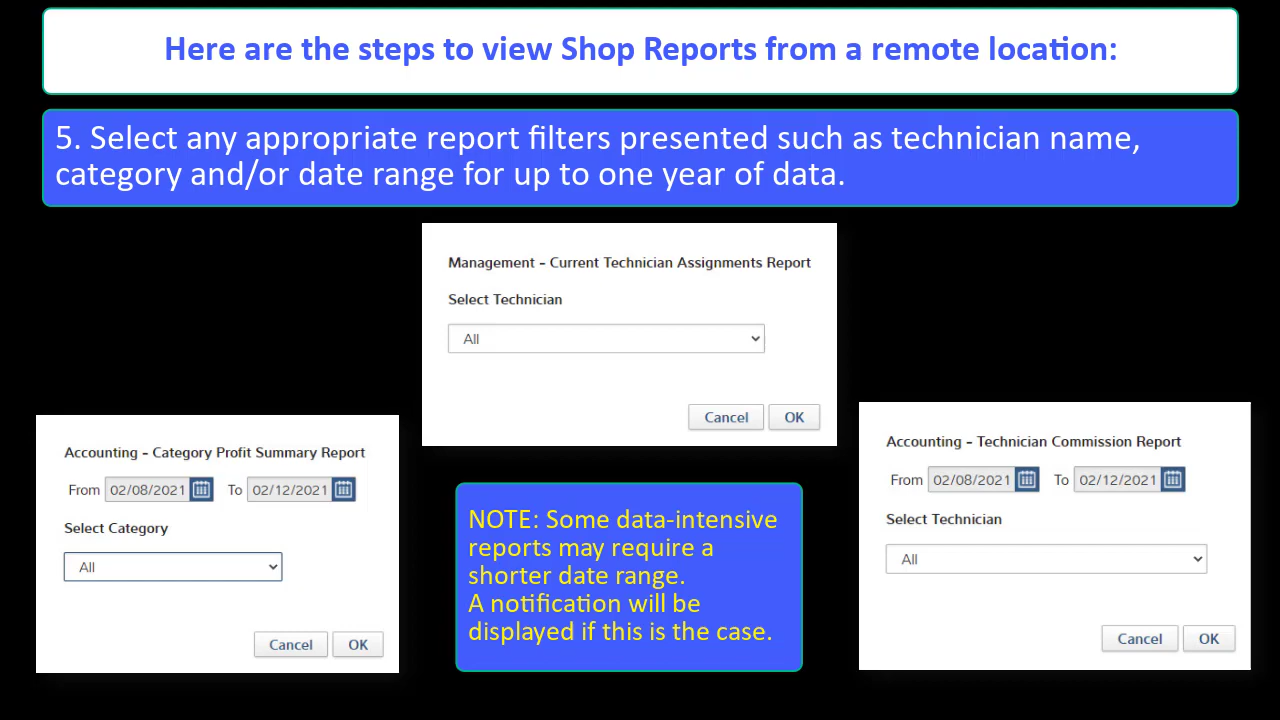 Here are the steps to view Shop Reports from a remote location:
5. Select any appropriate report filters presented such as technician name,
category and/or date range for up to one year of data.
Management - Current Technician Assignments Report
Select Technician
All
Cancel OK
Accounting - Category Profit Summary Report
From 02/08/2021 To 02/12/2021
Select Category
All
Cancel OK
NOTE: Some data-intensive
reports may require a
shorter date range.
A notification will be
displayed if this is the case.
Accounting - Technician Commission Report
From 02/08/2021 To 02/12/2021
Select Technician
All
Cancel OK